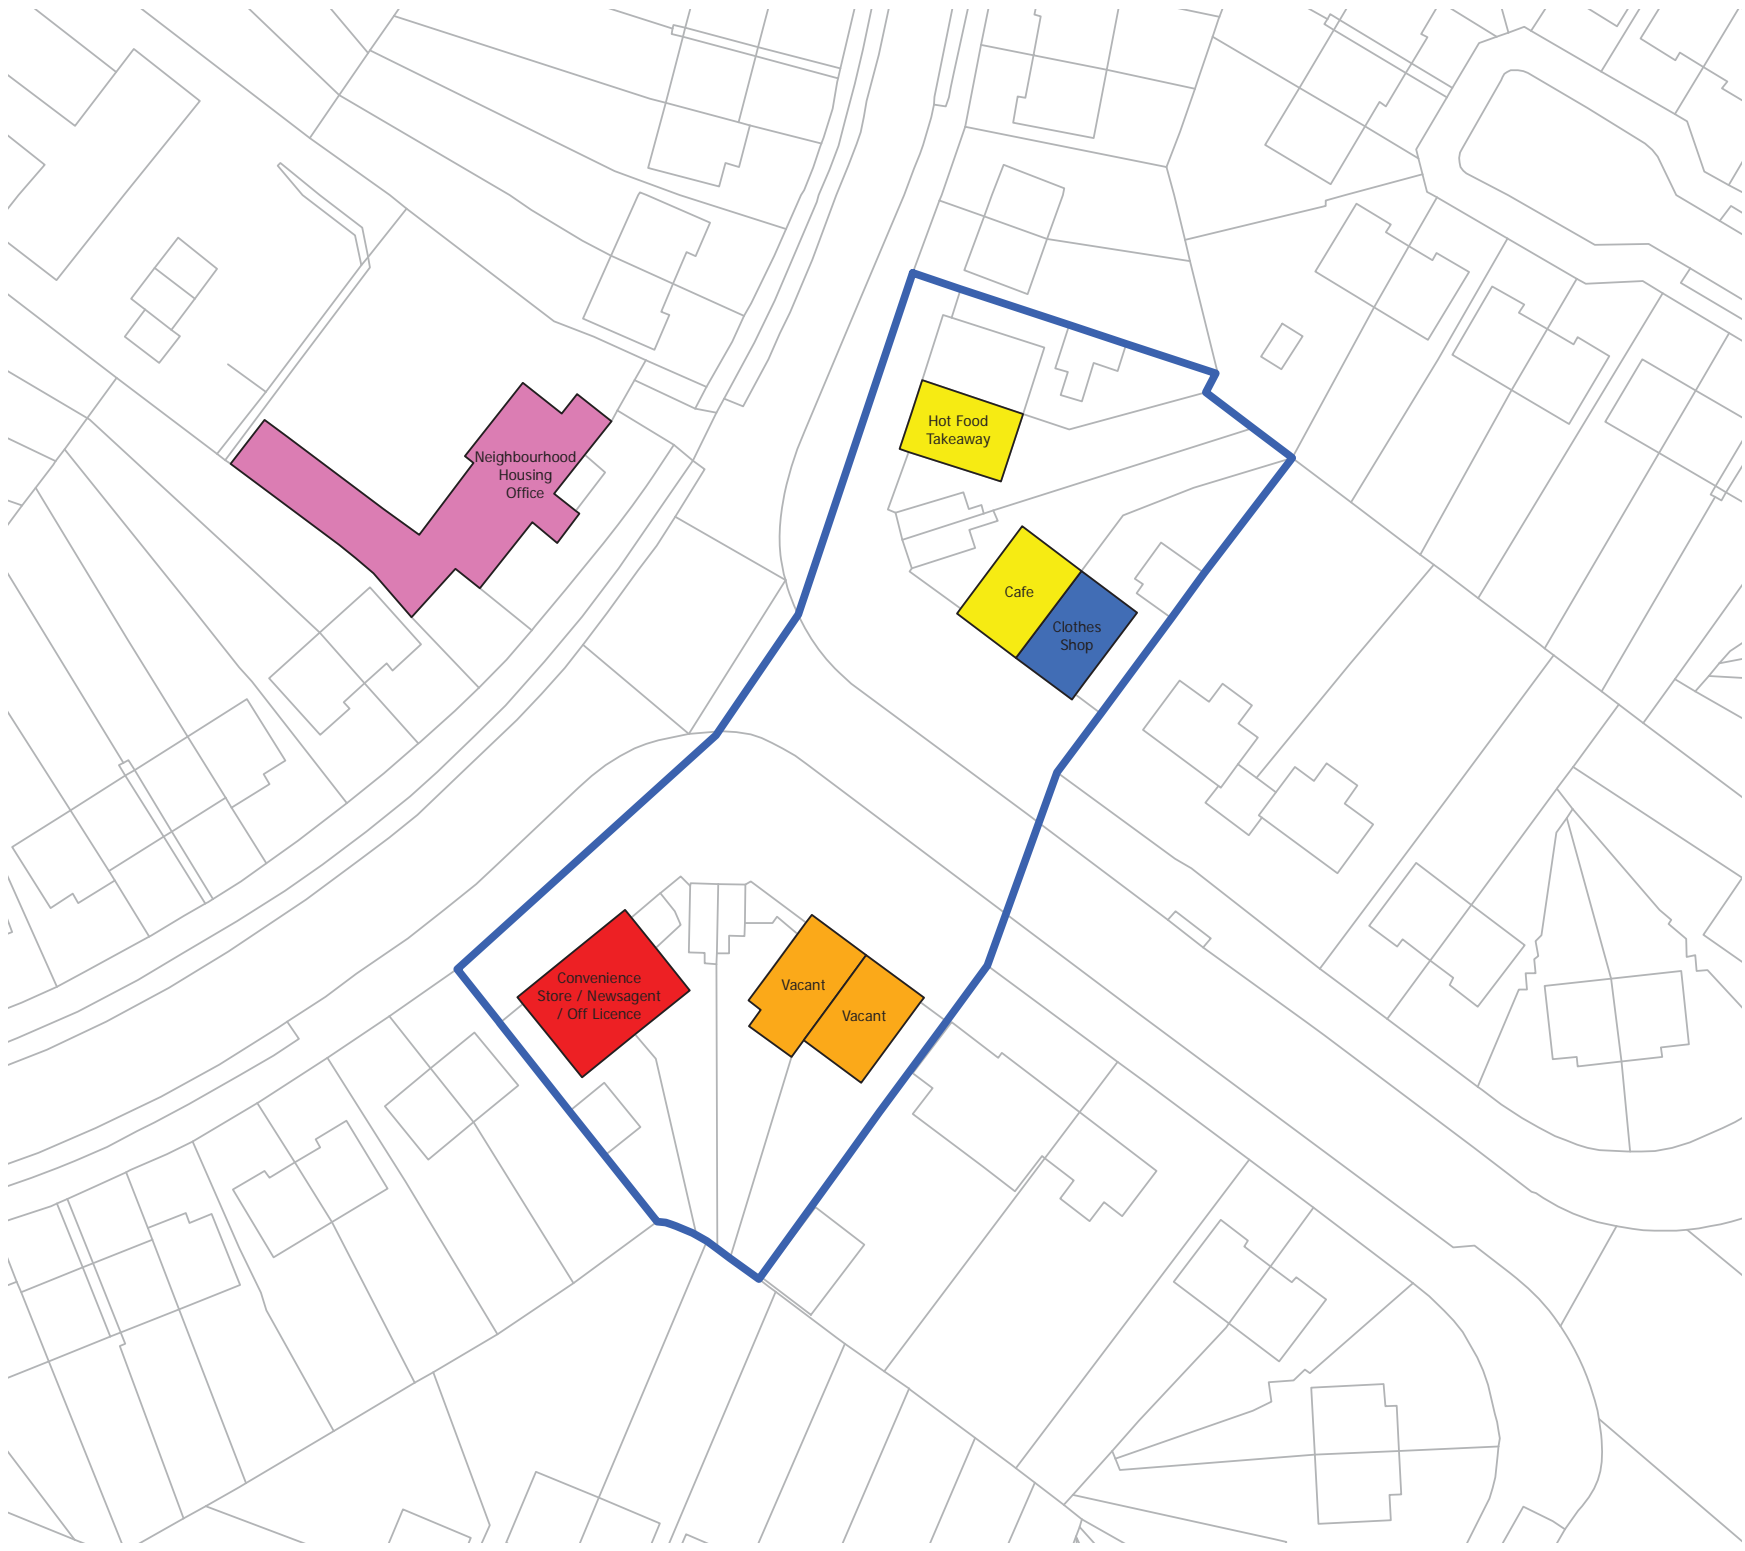 Hot Food
Takeaway
Neighbourhood
Housing
Office
Cafe
Clothes
Shop
Convenience
Store / Newsagent
/ Off Licence
Vacant
Vacant